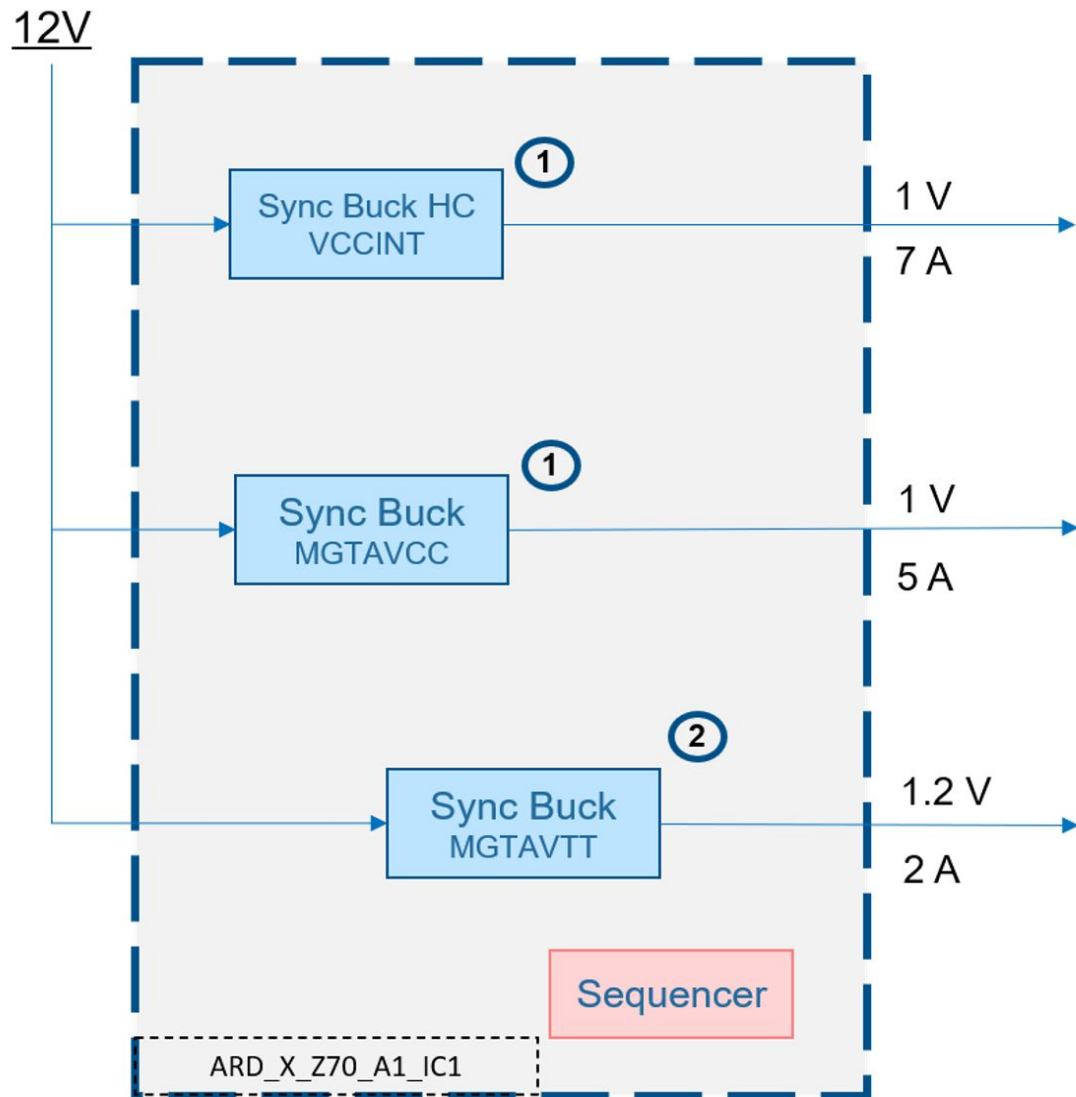 12V
1
Sync Buck HC
VCCINT
1 V
7 A
1
Sync Buck
MGTAVCC
1 V
5 A
2
Sync Buck
MGTAVTT
1.2 V
2 A
Sequencer
ARD_X_Z70_A1_IC1